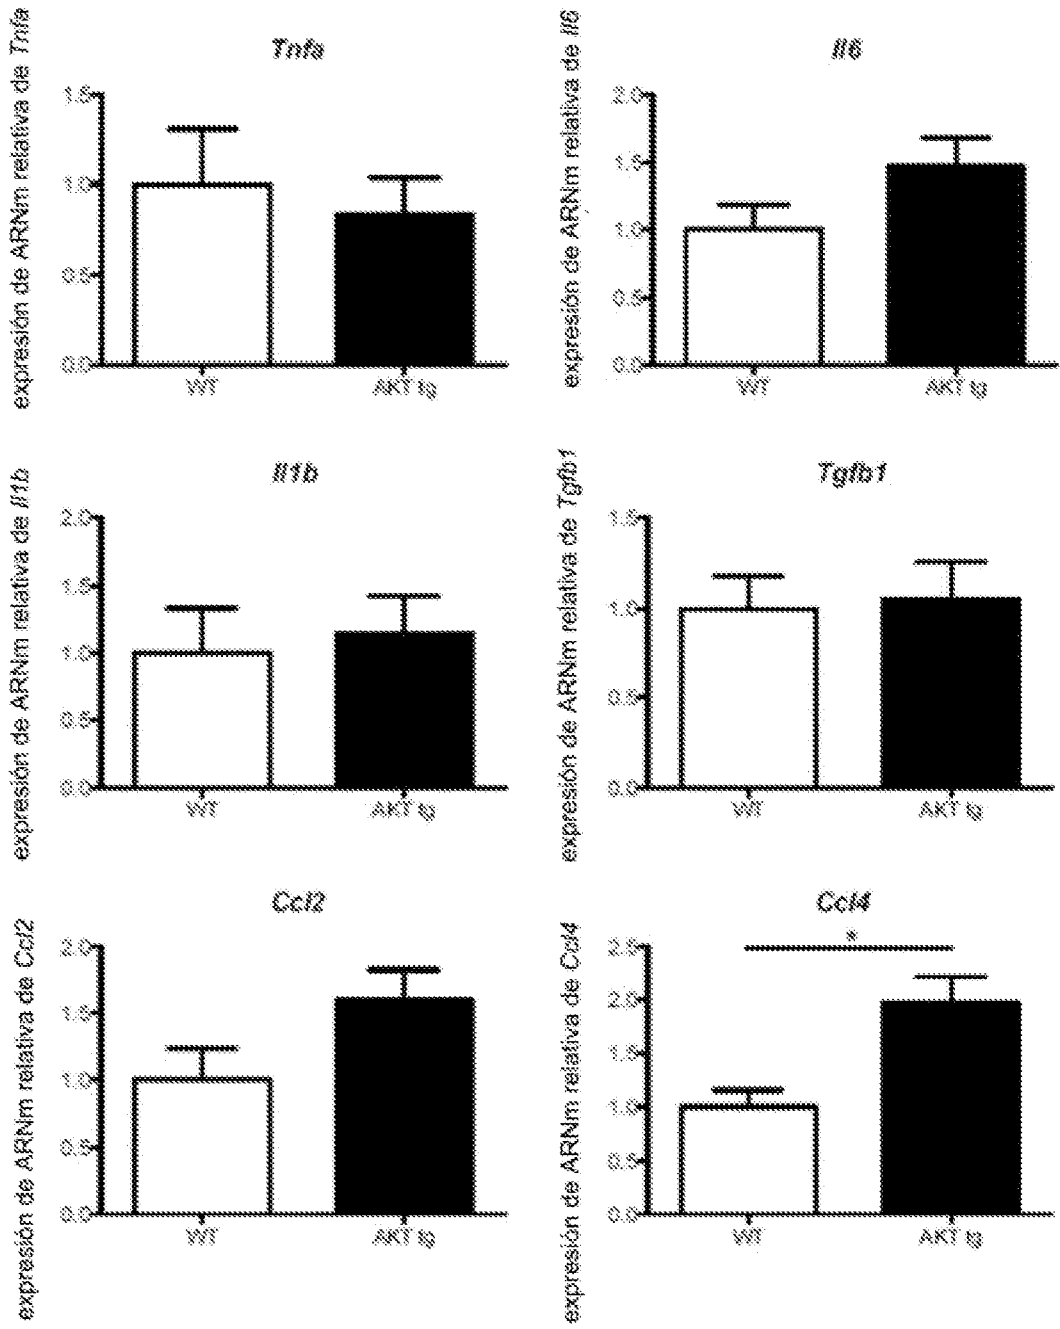 Tnfa
expresión de ARNm relativa de Tnfa
1.5
1.0
0.5
0.0
WT
AKT tg
Il6
expresión de ARNm relativa de Il6
2.0
1.5
1.0
0.5
0.0
WT
AKT tg
Il1b
expresión de ARNm relativa de Il1b
2.0
1.5
1.0
0.5
0.0
WT
AKT tg
Tgfb1
expresión de ARNm relativa de Tgfb1
1.5
1.0
0.5
0.0
WT
AKT tg
Ccl2
expresión de ARNm relativa de Ccl2
2.0
1.5
1.0
0.5
0.0
WT
AKT tg
Ccl4
expresión de ARNm relativa de Ccl4
2.5
2.0
1.5
1.0
0.5
0.0
*
WT
AKT tg